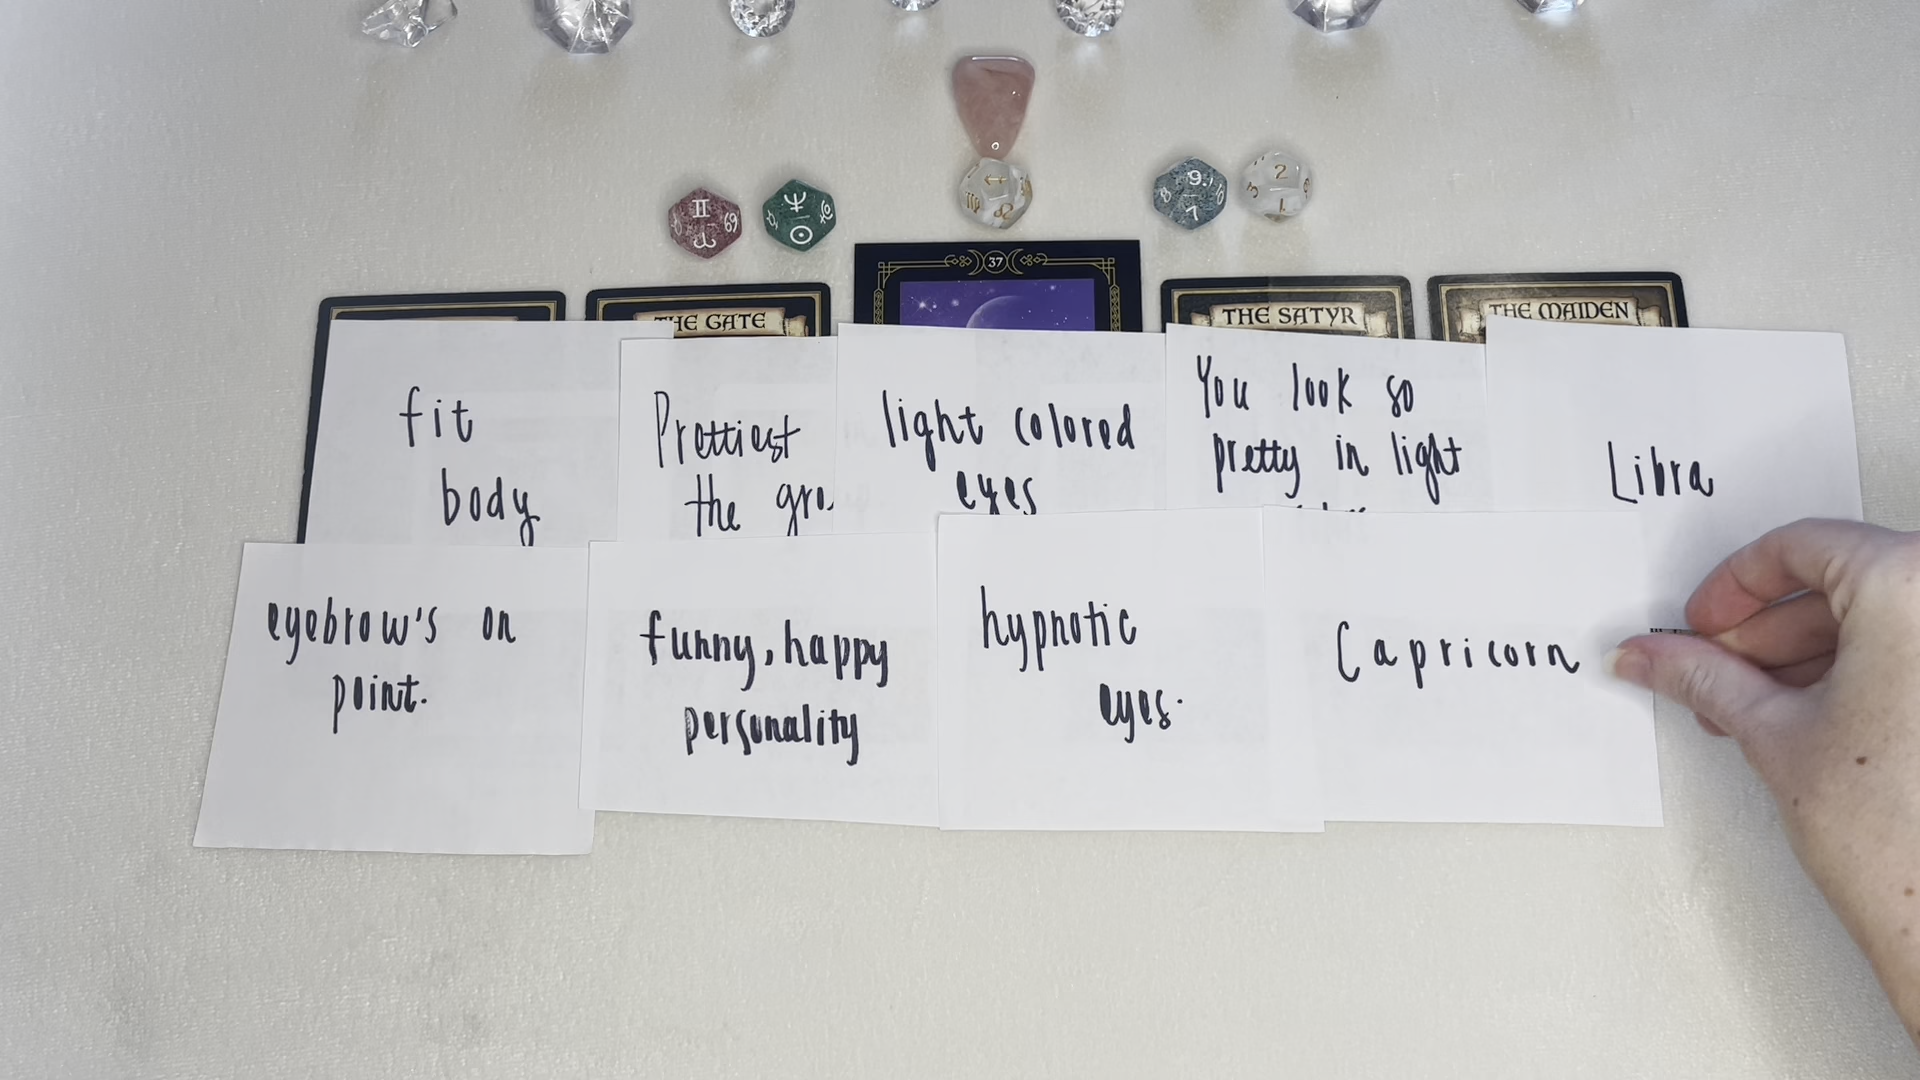 37
THE GATE
THE SATYR
THE MAIDEN
fit
body
Prettiest
the
light colored
eyes
You look so
pretty in light
Libra
eyebrow's on
point.
funny, happy
personality
hypnotic
eyes.
Capricorn